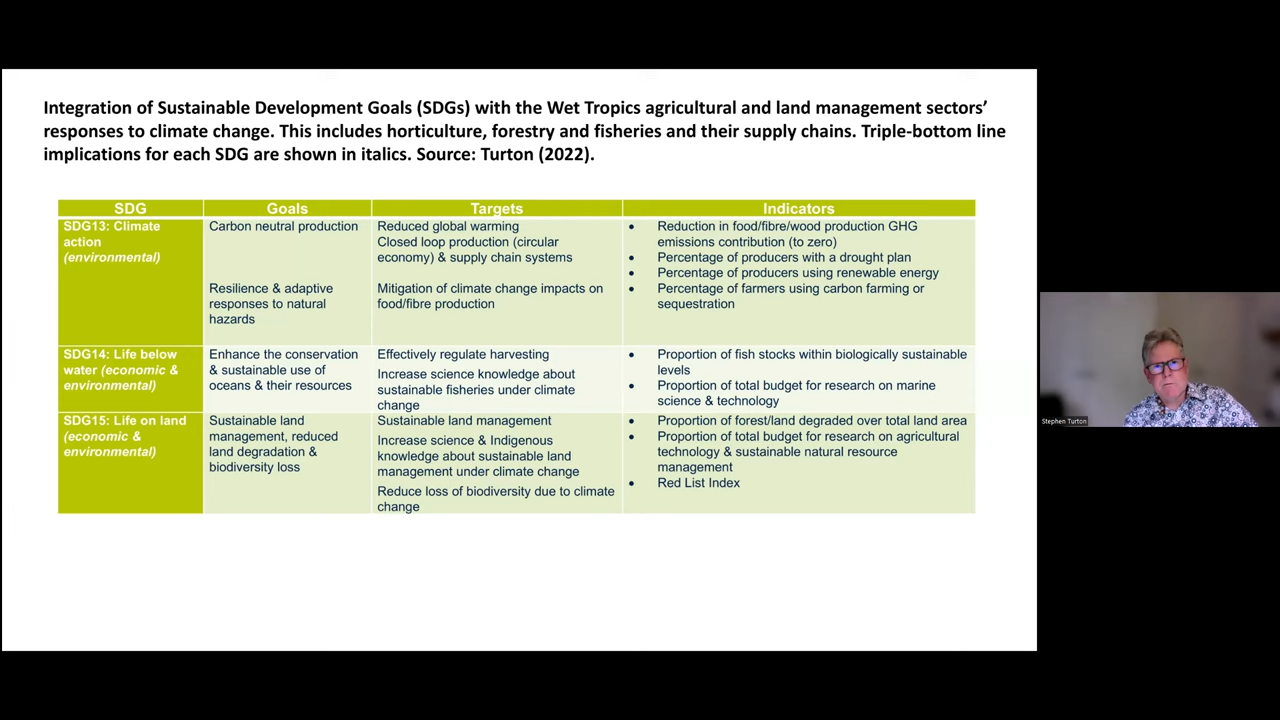 Integration of Sustainable Development Goals (SDGs) with the Wet Tropics agricultural and land management sectors’
responses to climate change. This includes horticulture, forestry and fisheries and their supply chains. Triple-bottom line
implications for each SDG are shown in italics. Source: Turton (2022).
SDG
Goals
Targets
Indicators
SDG13: Climate
action
(environmental)
Carbon neutral production
Resilience & adaptive
responses to natural
hazards
Reduced global warming
Closed loop production (circular
economy) & supply chain systems
Mitigation of climate change impacts on
food/fibre production
• Reduction in food/fibre/wood production GHG
emissions contribution (to zero)
• Percentage of producers with a drought plan
• Percentage of producers using renewable energy
• Percentage of farmers using carbon farming or
sequestration
SDG14: Life below
water (economic &
environmental)
Enhance the conservation
& sustainable use of
oceans & their resources
Effectively regulate harvesting
Increase science knowledge about
sustainable fisheries under climate
change
• Proportion of fish stocks within biologically sustainable
levels
• Proportion of total budget for research on marine
science & technology
SDG15: Life on land
(economic &
environmental)
Sustainable land
management, reduced
land degradation &
biodiversity loss
Sustainable land management
Increase science & Indigenous
knowledge about sustainable land
management under climate change
Reduce loss of biodiversity due to climate
change
• Proportion of forest/land degraded over total land area
• Proportion of total budget for research on agricultural
technology & sustainable natural resource
management
• Red List Index
Stephen Turton